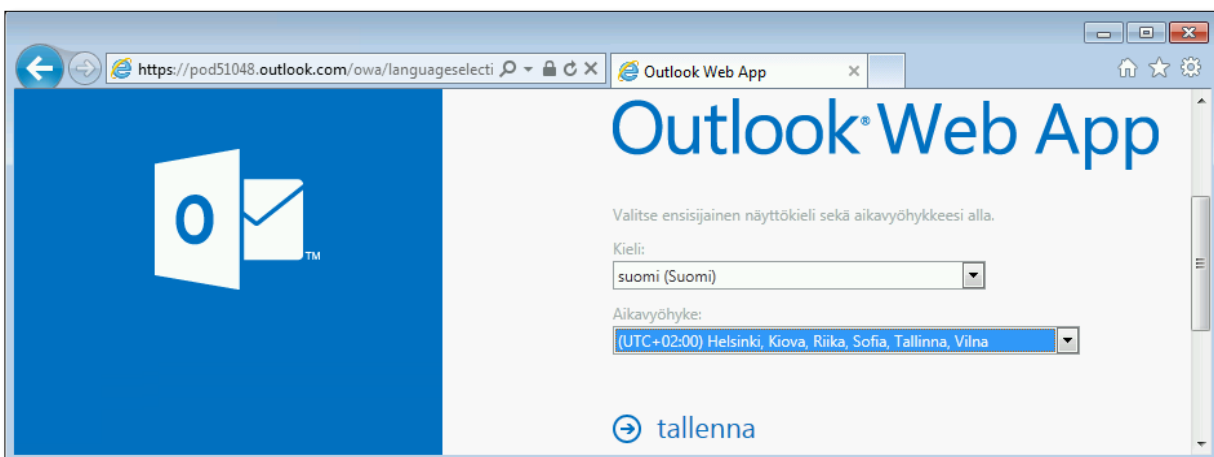 https://pod51048.outlook.com/owa/languageselecti
Outlook Web App
Outlook® Web App
O
TM
Valitse ensisijainen näyttökieli sekä aikavyöhykkeesi alla.
Kieli:
suomi (Suomi)
Aikavyöhyke:
(UTC+02:00) Helsinki, Kiova, Riika, Sofia, Tallinna, Vilna
tallenna